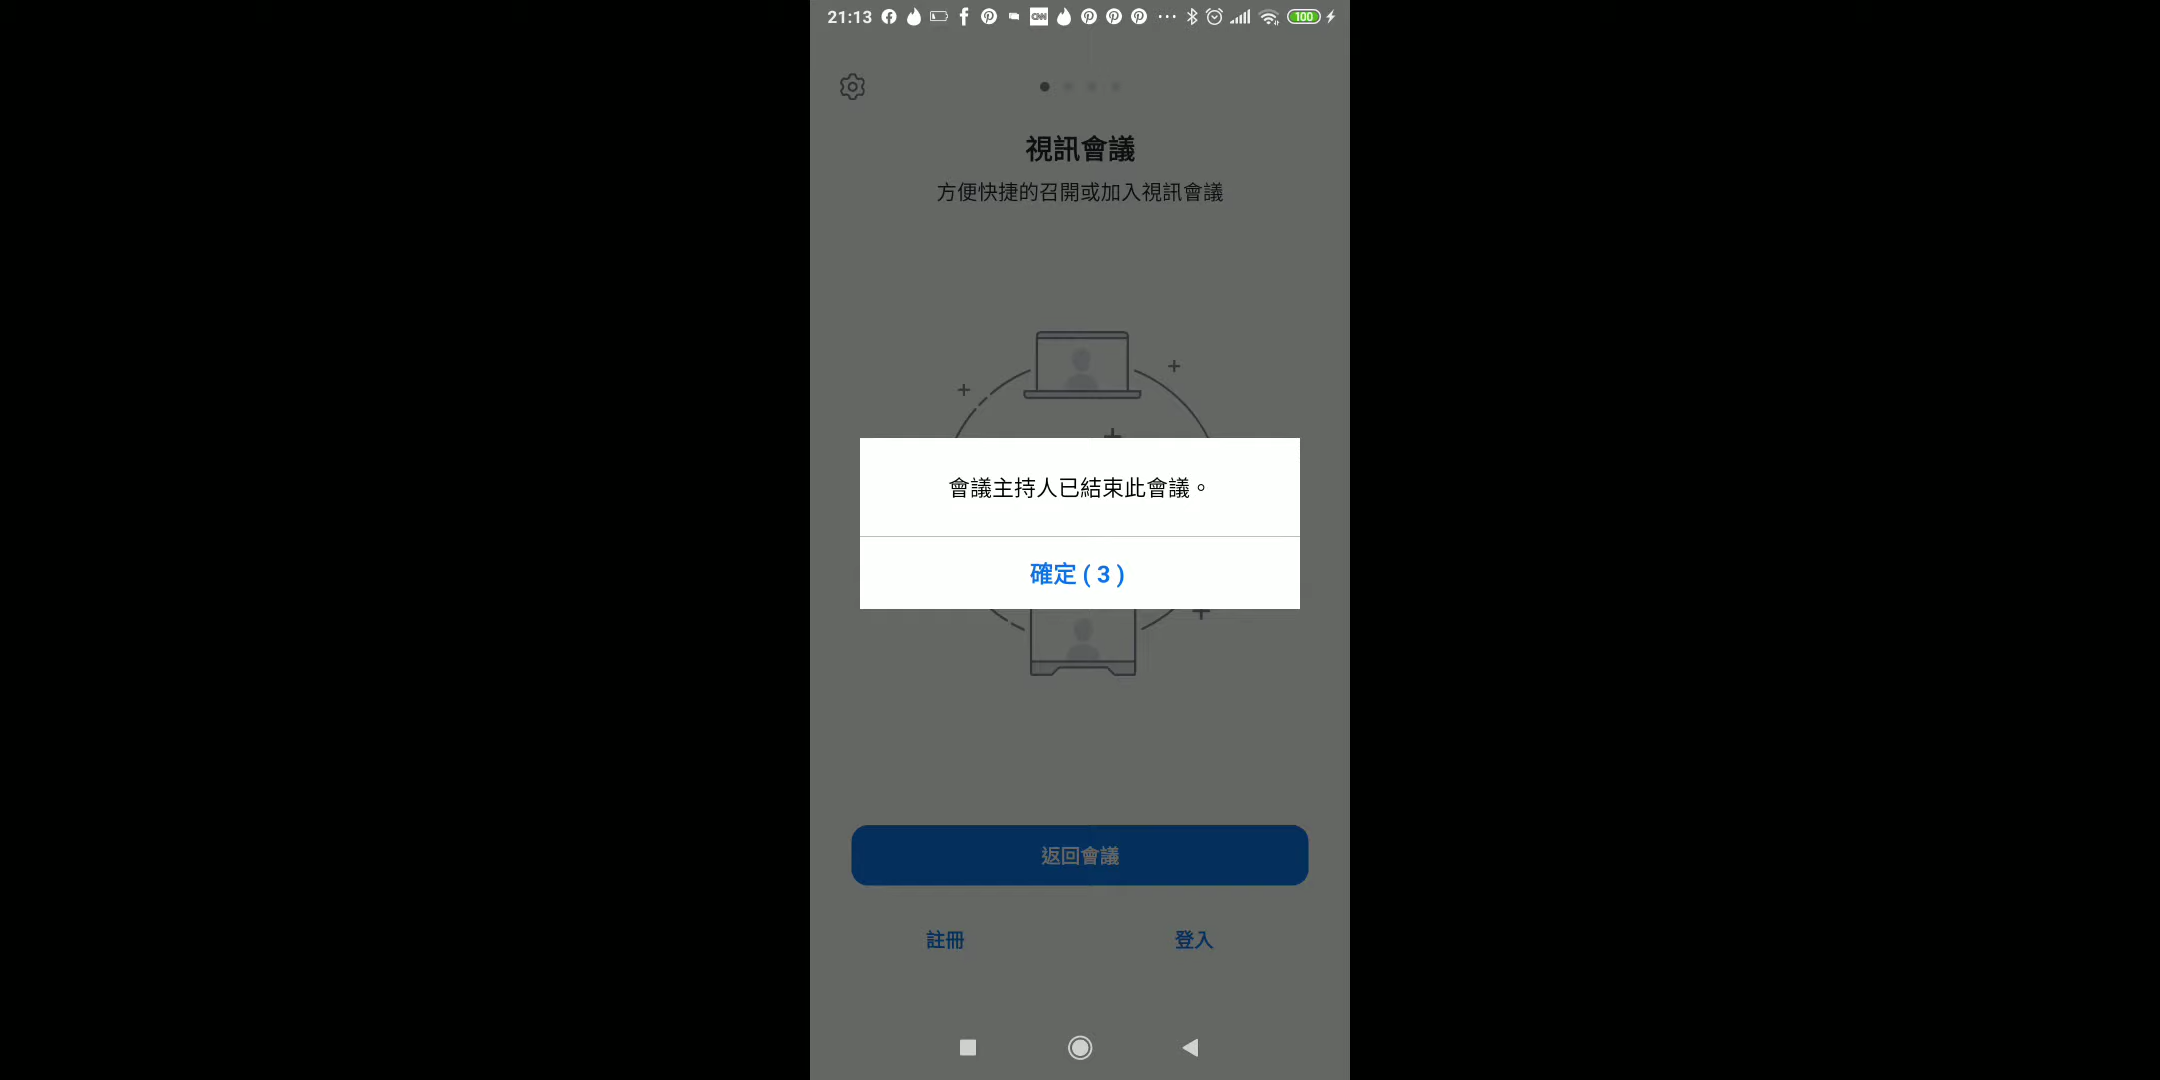 21:13
CNN
100
視訊會議
方便快捷的召開或加入視訊會議
會議主持人已結束此會議。
確定 ( 3 )
返回會議
註冊
登入